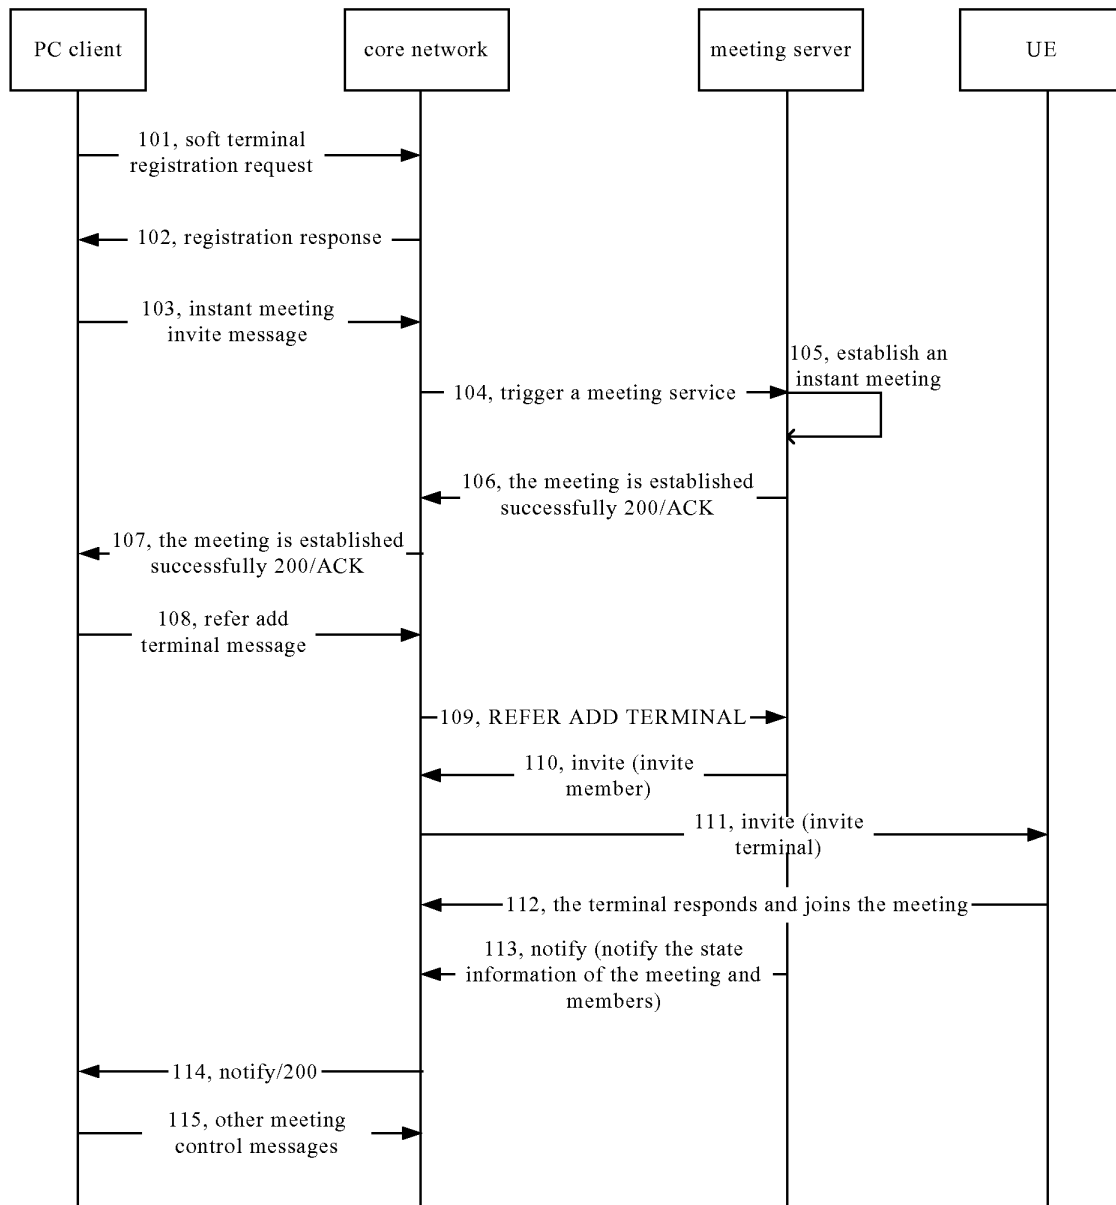 PC client
core network
meeting server
UE
101, soft terminal
registration request
102, registration response
103, instant meeting
invite message
105, establish an
instant meeting
104, trigger a meeting service
106, the meeting is established
successfully 200/ACK
107, the meeting is established
successfully 200/ACK
108, refer add
terminal message
109, REFER ADD TERMINAL
110, invite (invite
member)
111, invite (invite
terminal)
112, the terminal responds and joins the meeting
113, notify (notify the state
information of the meeting and
members)
114, notify/200
115, other meeting
control messages